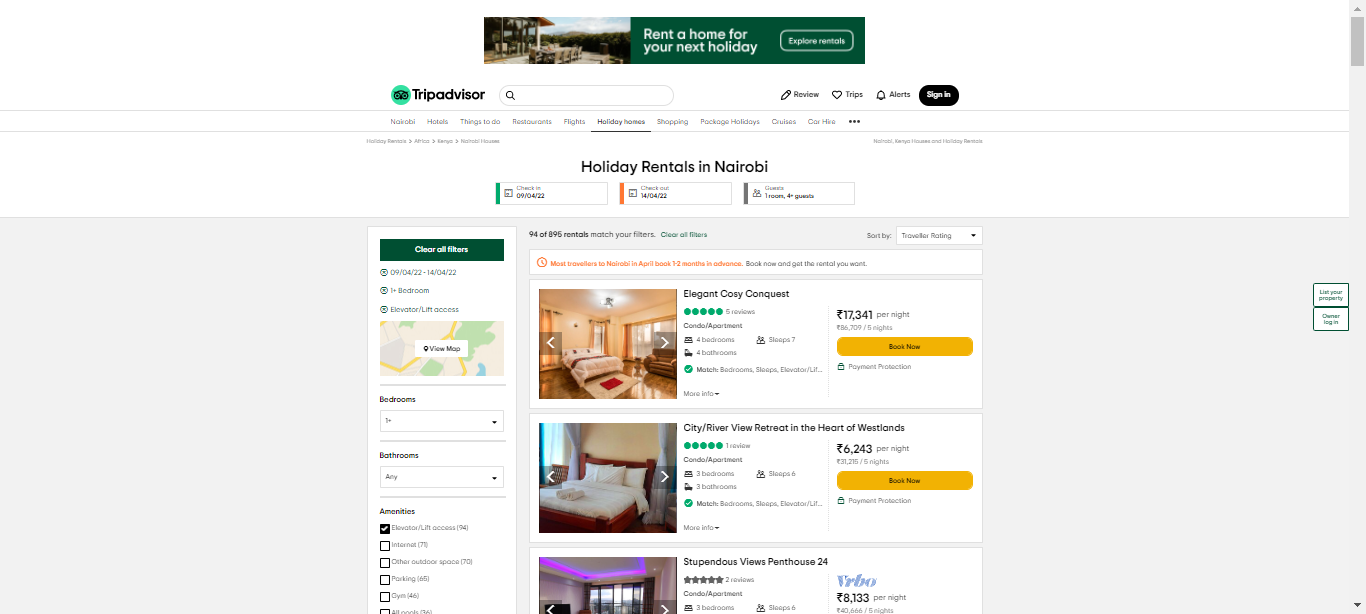 Rent a home for
your next holiday
Explore rentals
Tripadvisor
Review Trips Alerts Sign in
Nairobi Hotels Things to do Restaurants Flights Holiday homes Shopping Package Holidays Cruises Car Hire •••
Holiday Rentals > Africa > Kenya > Nairobi Houses
Nairobi, Kenya Houses and Holiday Rentals
Holiday Rentals in Nairobi
Check in
09/04/22
Check out
14/04/22
Guests
1 room, 4+ guests
Clear all filters
09/04/22 - 14/04/22
1+ Bedroom
Elevator/Lift access
View Map
Bedrooms
1+
Bathrooms
Any
Amenities
Elevator/Lift access (94)
Internet (71)
Other outdoor space (70)
Parking (65)
Gym (46)
All pools (36)
94 of 895 rentals match your filters. Clear all filters
Sort by: Traveller Rating
Most travellers to Nairobi in April book 1-2 months in advance. Book now and get the rental you want.
Elegant Cosy Conquest
5 reviews
Condo/Apartment
4 bedrooms Sleeps 7
4 bathrooms
Match: Bedrooms, Sleeps, Elevator/Lif...
More info
₹17,341 per night
₹86,709 / 5 nights
Book Now
Payment Protection
City/River View Retreat in the Heart of Westlands
1 review
Condo/Apartment
3 bedrooms Sleeps 6
3 bathrooms
Match: Bedrooms, Sleeps, Elevator/Lif...
More info
₹6,243 per night
₹31,215 / 5 nights
Book Now
Payment Protection
Stupendous Views Penthouse 24
2 reviews
Condo/Apartment
3 bedrooms Sleeps 6
Vrbo
₹8,133 per night
₹40,666 / 5 nights
List your
property
Owner
log in